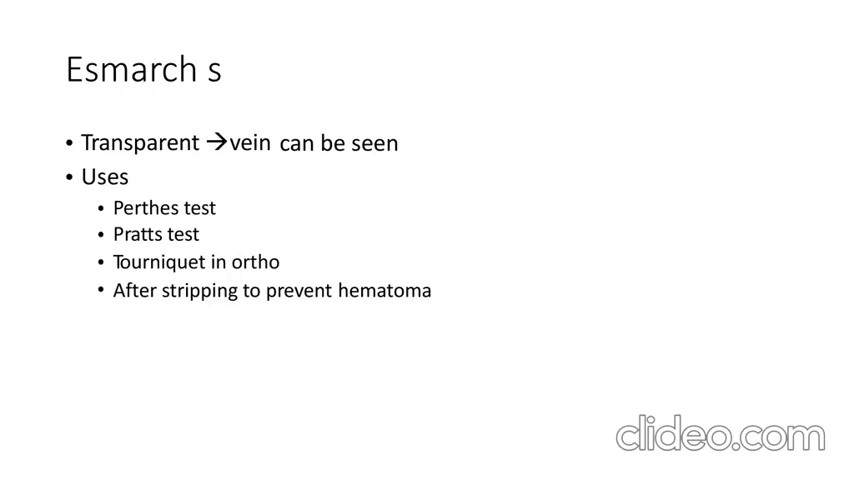 Esmarch s
• Transparent →vein can be seen
• Uses
• Perthes test
• Pratts test
• Tourniquet in ortho
• After stripping to prevent hematoma
clideo.com